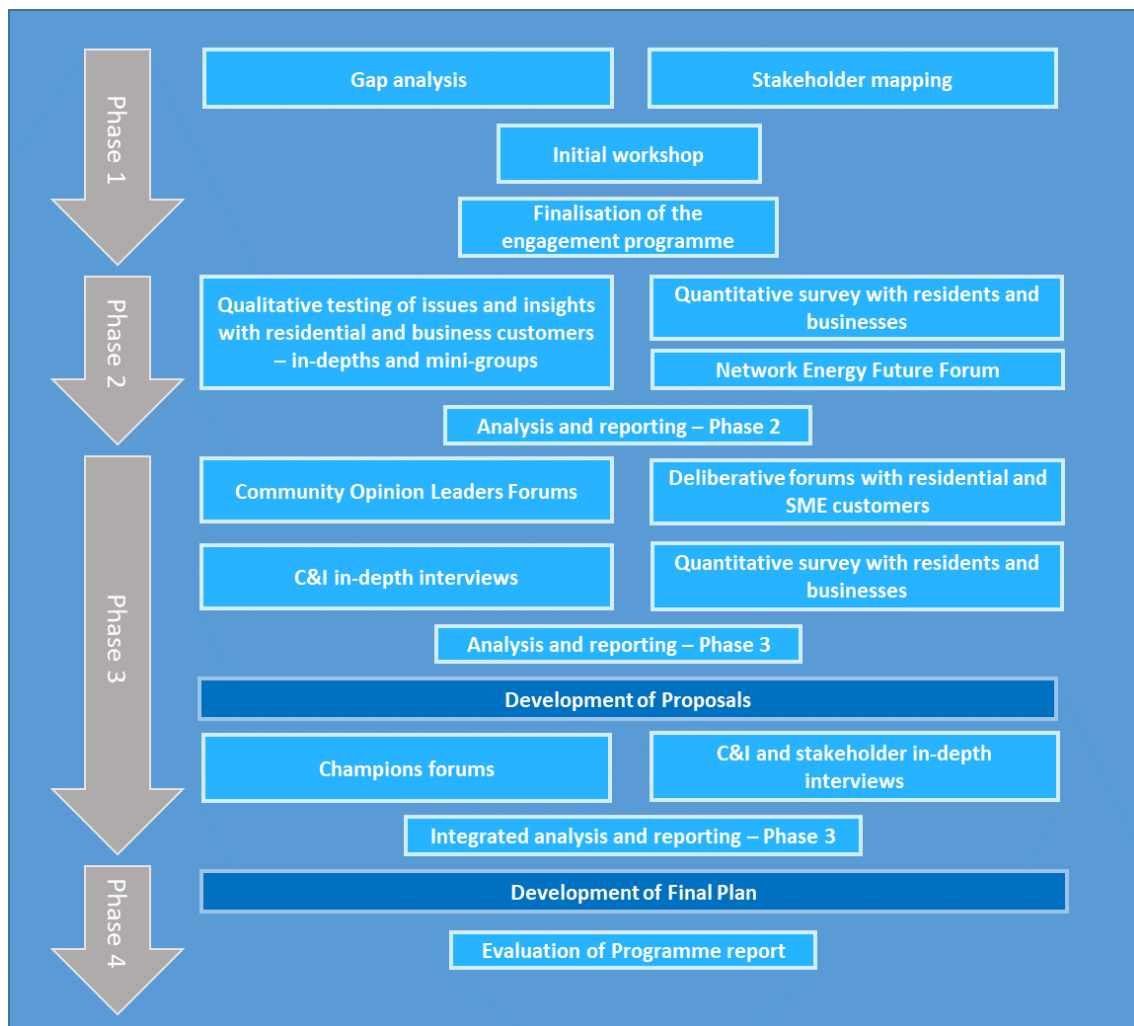 Phase 1
Gap analysis
Stakeholder mapping
Initial workshop
Finalisation of the
engagement programme
Phase 2
Qualitative testing of issues and insights
with residential and business customers
– in-depths and mini-groups
Quantitative survey with residents and
businesses
Network Energy Future Forum
Analysis and reporting – Phase 2
Phase 3
Community Opinion Leaders Forums
Deliberative forums with residential and
SME customers
C&I in-depth interviews
Quantitative survey with residents and
businesses
Analysis and reporting – Phase 3
Development of Proposals
Champions forums
C&I and stakeholder in-depth
interviews
Integrated analysis and reporting – Phase 3
Phase 4
Development of Final Plan
Evaluation of Programme report